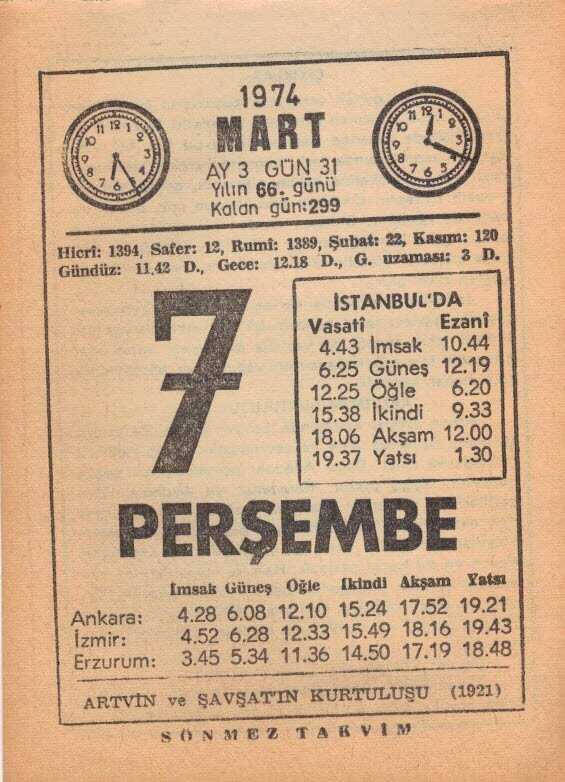 1974
MART
AY 3 GÜN 31
Yılın 66. günü
Kalan gün:299
Hicrî: 1394, Safer: 12, Rumî: 1389, Şubat: 22, Kasım: 120
Gündüz: 11.42 D., Gece: 12.18 D., G. uzaması: 3 D.
7
İSTANBUL'DA
Vasatî Ezanî
4.43 İmsak 10.44
6.25 Güneş 12.19
12.25 Öğle 6.20
15.38 İkindi 9.33
18.06 Akşam 12.00
19.37 Yatsı 1.30
PERŞEMBE
İmsak Güneş Öğle İkindi Akşam Yatsı
Ankara: 4.28 6.08 12.10 15.24 17.52 19.21
İzmir: 4.52 6.28 12.33 15.49 18.16 19.43
Erzurum: 3.45 5.34 11.36 14.50 17.19 18.48
ARTVİN ve ŞAVŞAT'IN KURTULUŞU (1921)
SÖNMEZ TAKVİM